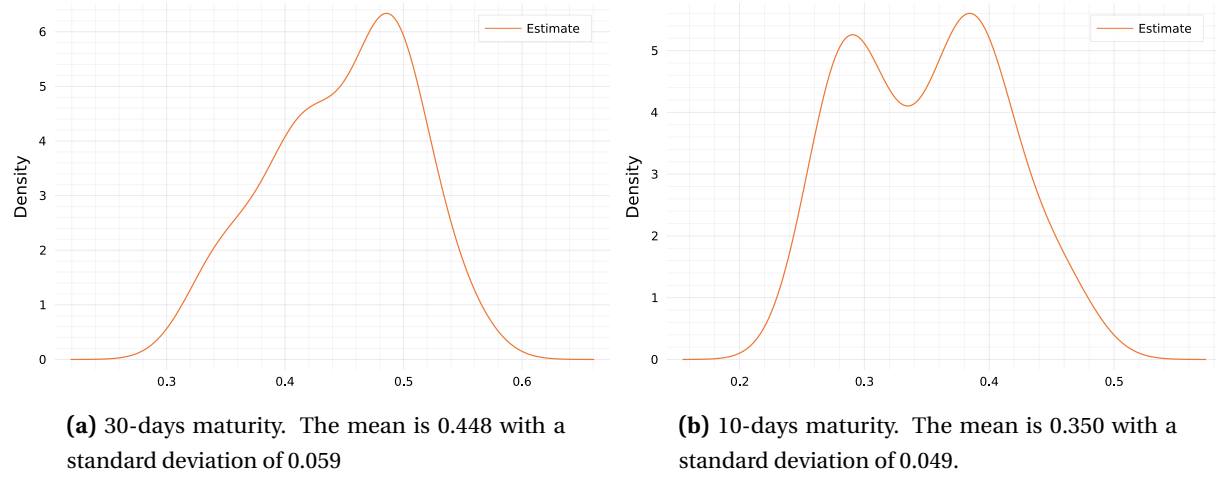 Estimate
Density
6
5
4
3
2
1
0
0.3 0.4 0.5 0.6
(a) 30-days maturity. The mean is 0.448 with a
standard deviation of 0.059
Estimate
Density
5
4
3
2
1
0
0.2 0.3 0.4 0.5
(b) 10-days maturity. The mean is 0.350 with a
standard deviation of 0.049.